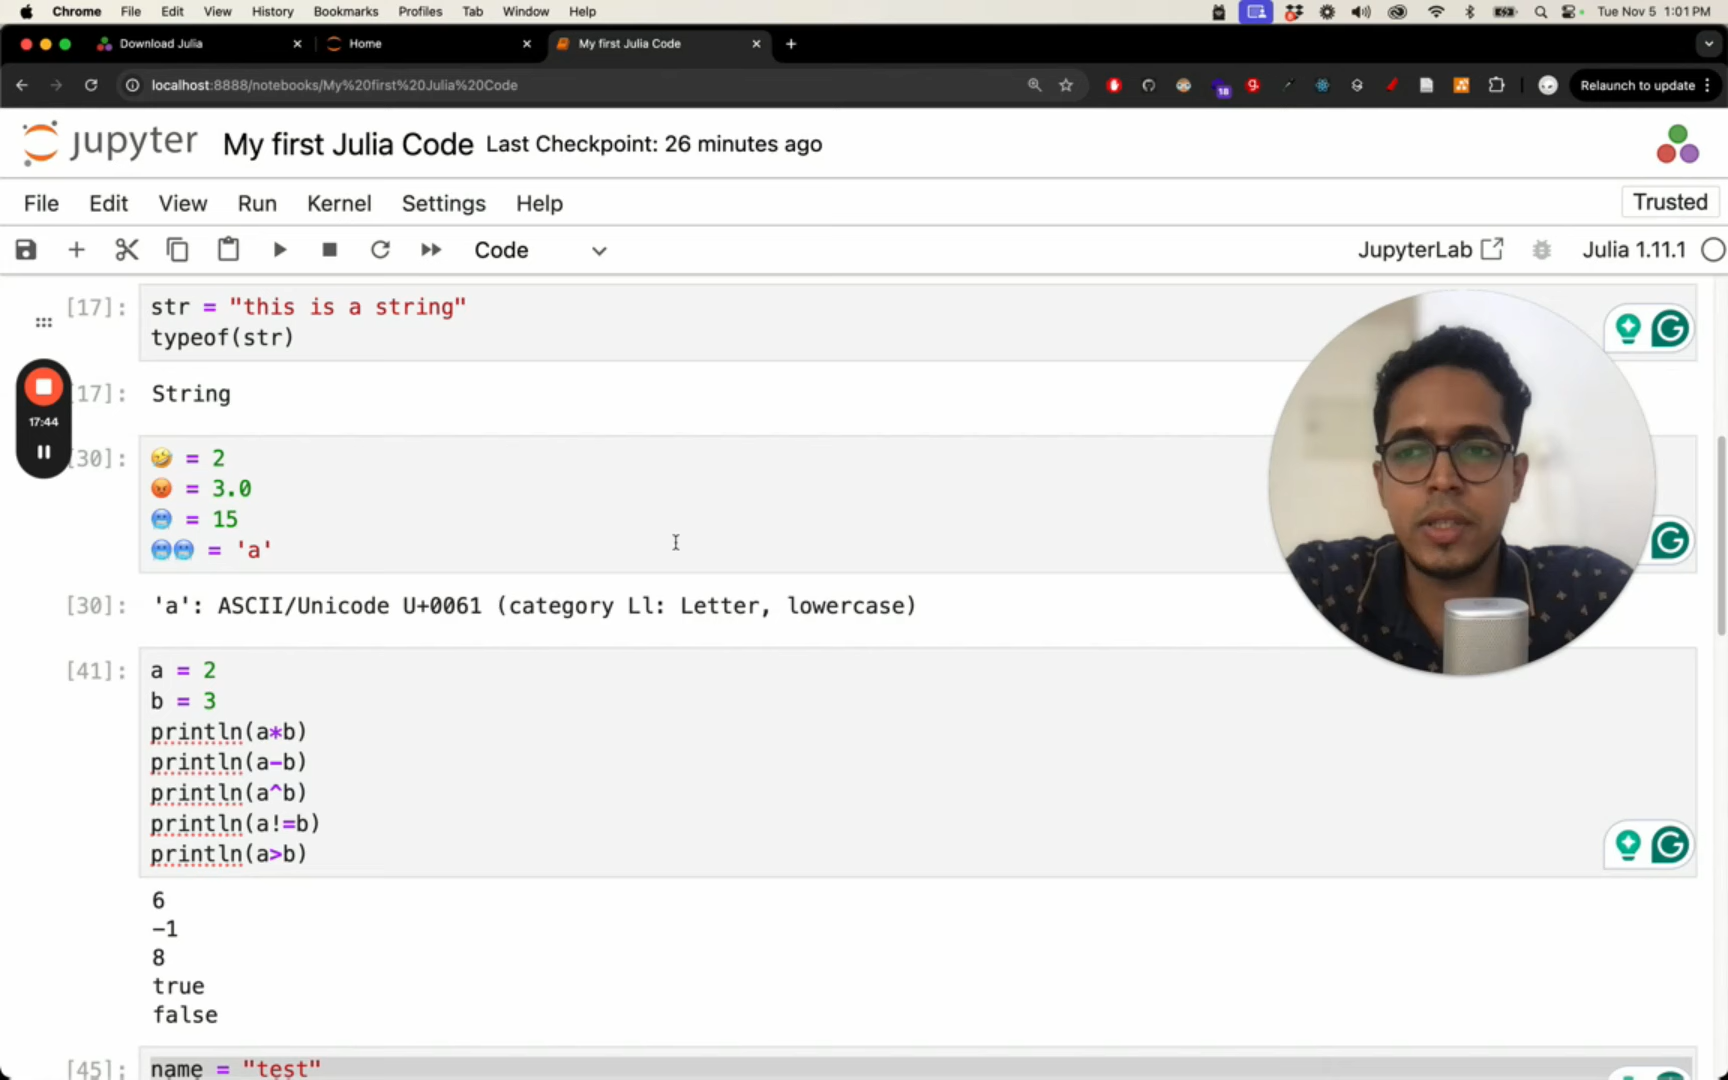 Chrome File Edit View History Bookmarks Profiles Tab Window Help Tue Nov 5 1:01 PM
Download Julia Home My first Julia Code
localhost:8888/notebooks/My%20first%20Julia%20Code 18 Relaunch to update
jupyter My first Julia Code Last Checkpoint: 26 minutes ago
File Edit View Run Kernel Settings Help Trusted
Code JupyterLab Julia 1.11.1
[17]: str = "this is a string"
typeof(str)
17]: String
17:44
30]: 🤣 = 2
😡 = 3.0
🥶 = 15
🥶🥶 = 'a'
[30]: 'a': ASCII/Unicode U+0061 (category Ll: Letter, lowercase)
[41]: a = 2
b = 3
println(a*b)
println(a-b)
println(a^b)
println(a!=b)
println(a>b)
6
-1
8
true
false
[45]: name = "test"